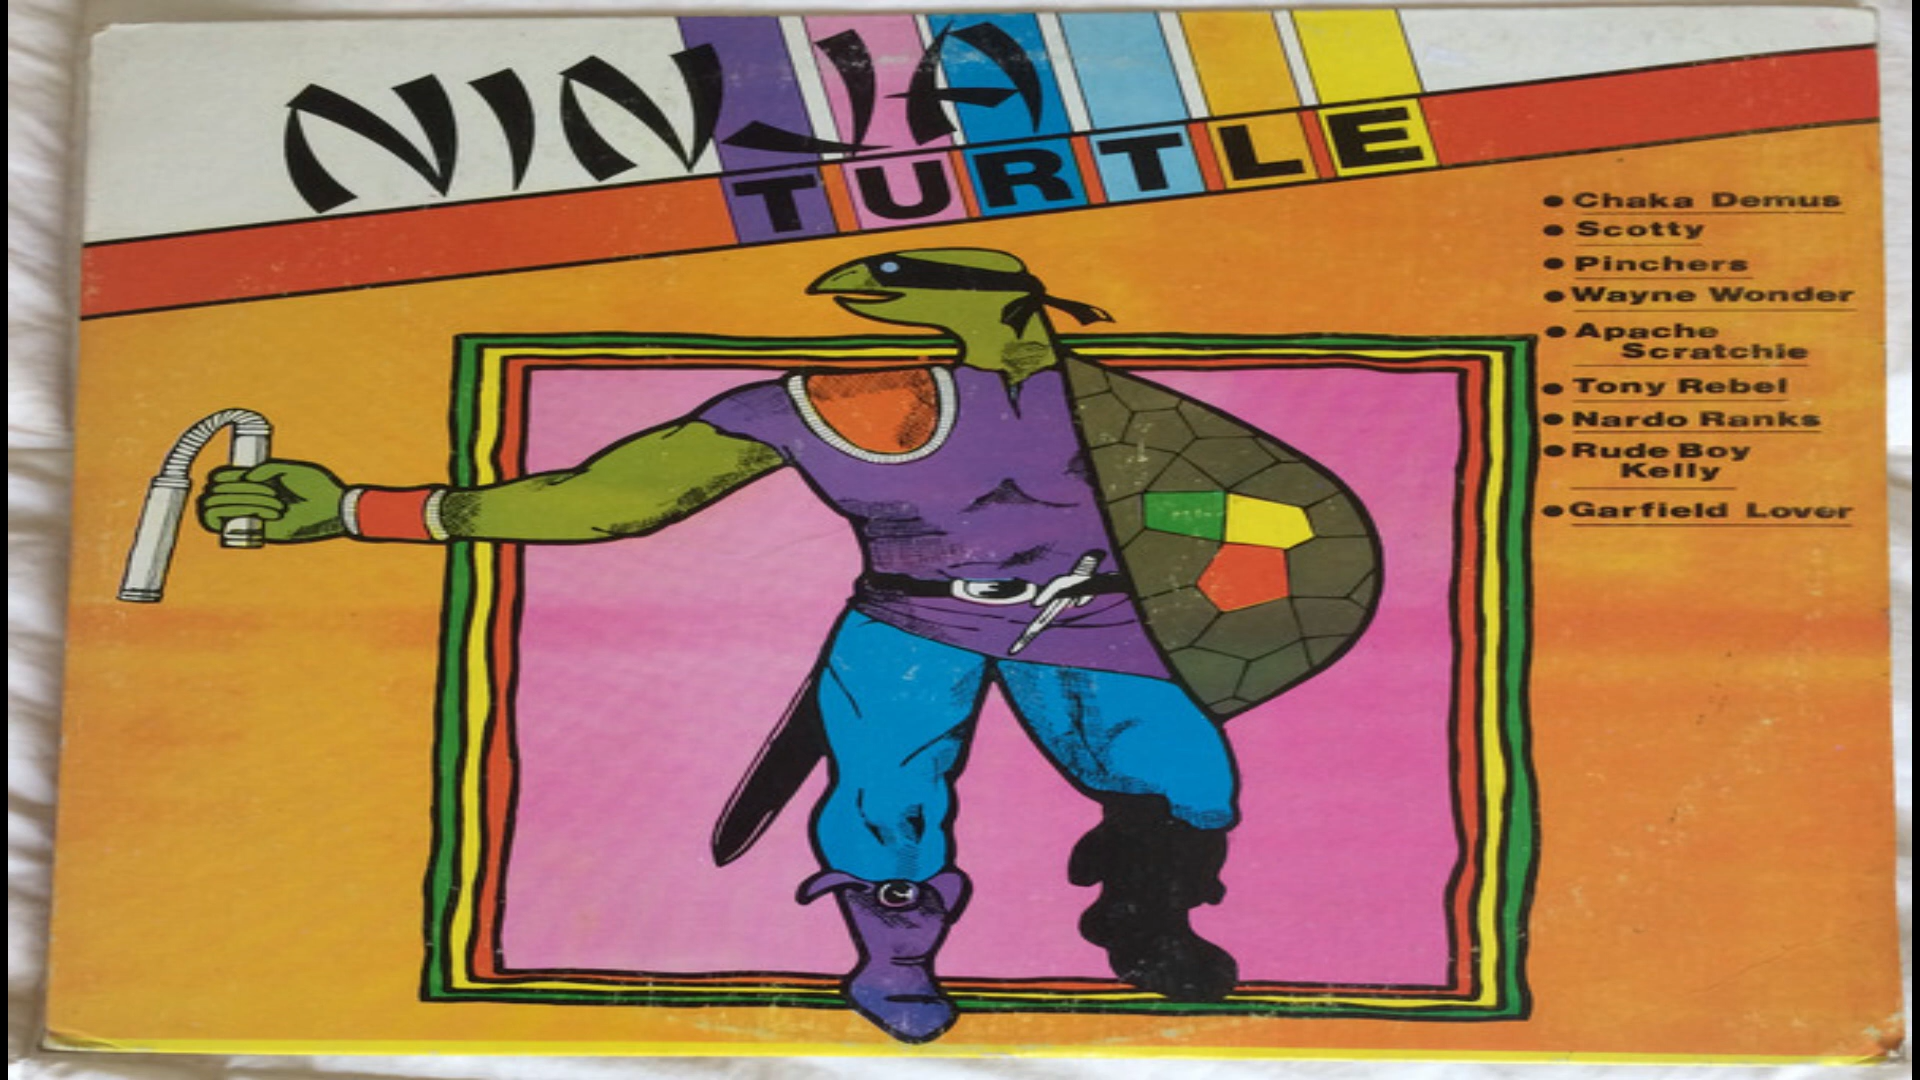 NINJA
TURTLE
• Chaka Demus
• Scotty
• Pinchers
• Wayne Wonder
• Apache
Scratchie
• Tony Rebel
• Nardo Ranks
• Rude Boy
Kelly
• Garfield Lover